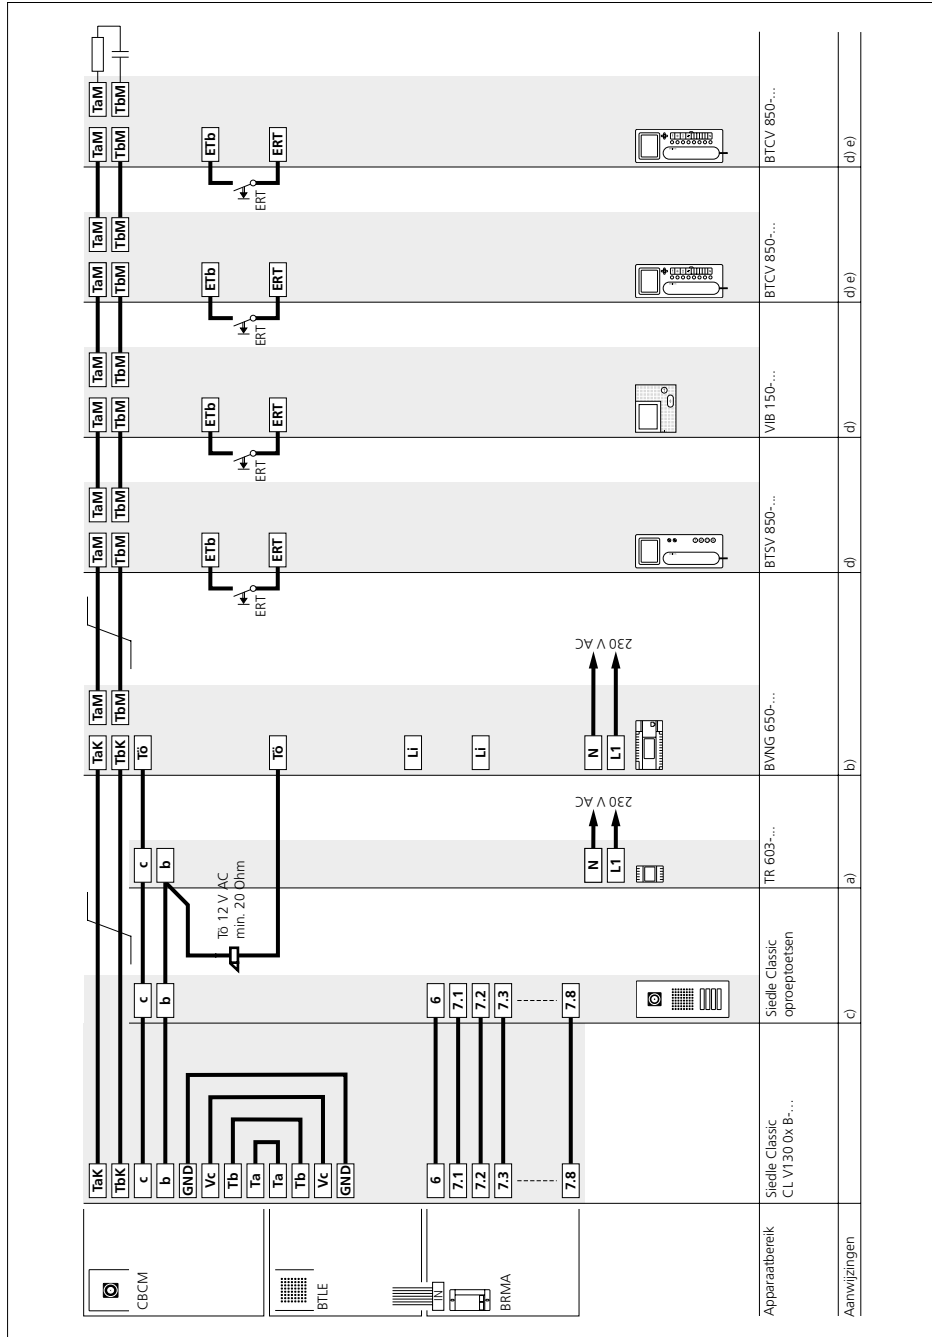 TaK TaK TaM TaM TaM TaM TaM TaM TaM TaM TaM
TbK TbK TbM TbM TbM TbM TbM TbM TbM TbM TbM
CBCM c c c Tö
b b b
GND
Vc ETb ETb ETb ETb
Tö 12 V AC
Tb
min. 20 Ohm
Ta ERT ERT ERT ERT
Ta Tö ERT ERT ERT ERT
Tb
BTLE Vc
GND
Li
IN 6 6
7.1 7.1
7.2 7.2 Li
BRMA 7.3 7.3
7.8 7.8
N N
230 V AC 230 V AC
L1 L1
Apparaatbereik
Siedle Classic
CL V130 0x B-...
Siedle Classic
oproeptoetsen
TR 603-...
BVNG 650-...
BTSV 850-...
VIB 150-...
BTCV 850-...
BTCV 850-...
Aanwijzingen c) a) b) d) d) d) e) d) e)